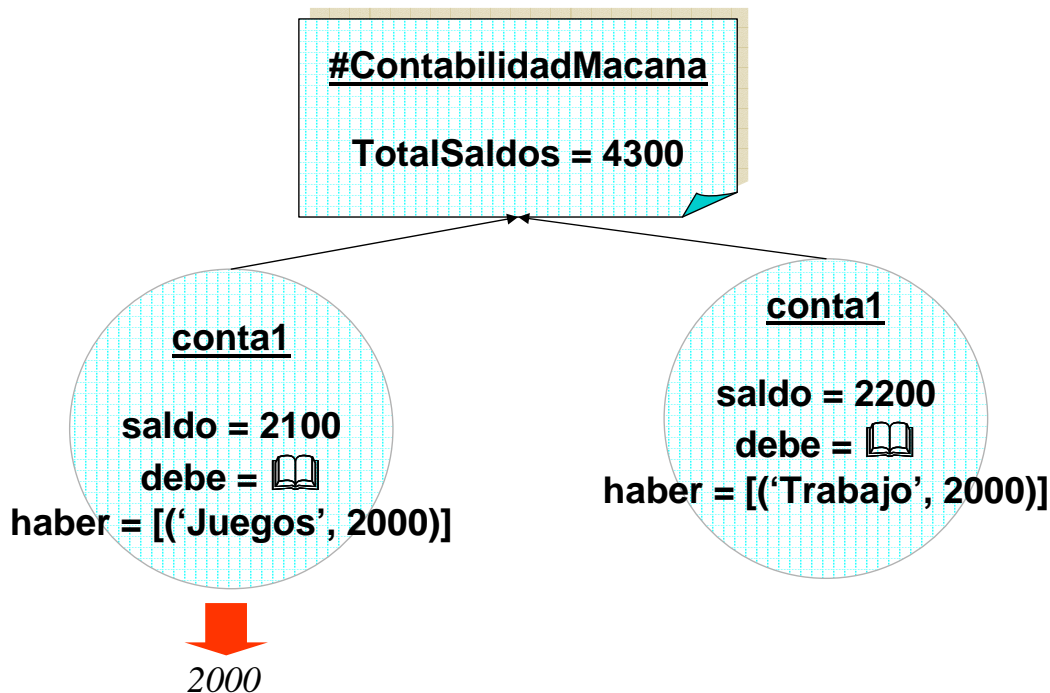 #ContabilidadMacana
TotalSaldos = 4300
conta1
saldo = 2100
debe =
haber = [(‘Juegos’, 2000)]
2000
conta1
saldo = 2200
debe =
haber = [(‘Trabajo’, 2000)]